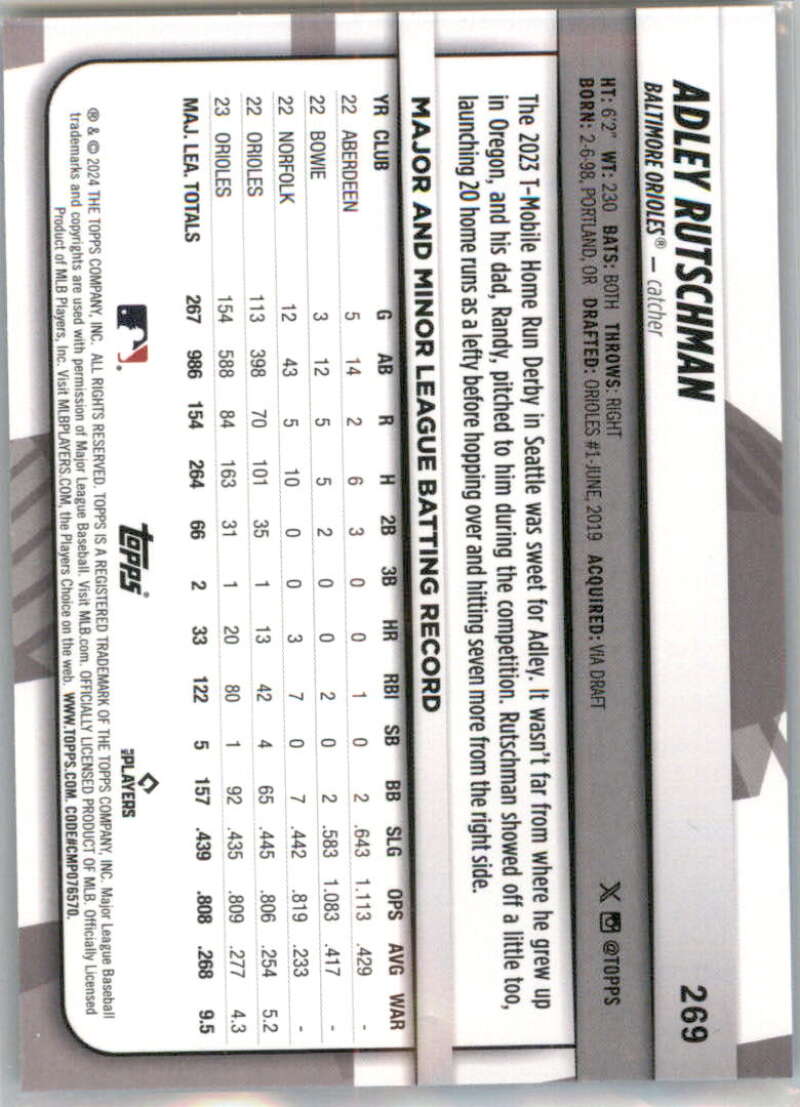 269
ADLEY RUTSCHMAN
BALTIMORE ORIOLES® — catcher
HT: 6'2" WT: 230 BATS: BOTH THROWS: RIGHT
BORN: 2-6-98, PORTLAND, OR DRAFTED: ORIOLES #1-JUNE, 2019 ACQUIRED: VIA DRAFT
X @TOPPS
The 2023 T-Mobile Home Run Derby in Seattle was sweet for Adley. It wasn't far from where he grew up
in Oregon, and his dad, Randy, pitched to him during the competition. Rutschman showed off a little too,
launching 20 home runs as a lefty before hopping over and hitting seven more from the right side.
MAJOR AND MINOR LEAGUE BATTING RECORD
YR CLUB G AB R H 2B 3B HR RBI SB BB SLG OPS AVG WAR
22 ABERDEEN 5 14 2 6 3 0 0 1 0 2 .643 1.113 .429 -
22 BOWIE 3 12 5 5 2 0 0 2 0 2 .583 1.083 .417 -
22 NORFOLK 12 43 5 10 0 0 3 7 0 7 .442 .819 .233 -
22 ORIOLES 113 398 70 101 35 1 13 42 4 65 .445 .806 .254 5.2
23 ORIOLES 154 588 84 163 31 1 20 80 1 92 .435 .809 .277 4.3
MAJ. LEA. TOTALS 267 986 154 264 66 2 33 122 5 157 .439 .808 .268 9.5
topps®
MLB PLAYERS
® & © 2024 THE TOPPS COMPANY, INC. ALL RIGHTS RESERVED. TOPPS IS A REGISTERED TRADEMARK OF THE TOPPS COMPANY, INC. Major League Baseball
trademarks and copyrights are used with permission of Major League Baseball. Visit MLB.com. OFFICIALLY LICENSED PRODUCT OF MLB. Officially Licensed
Product of MLB Players, Inc. Visit MLBPLAYERS.COM, the Players Choice on the web. WWW.TOPPS.COM. CODE#CMP076570.